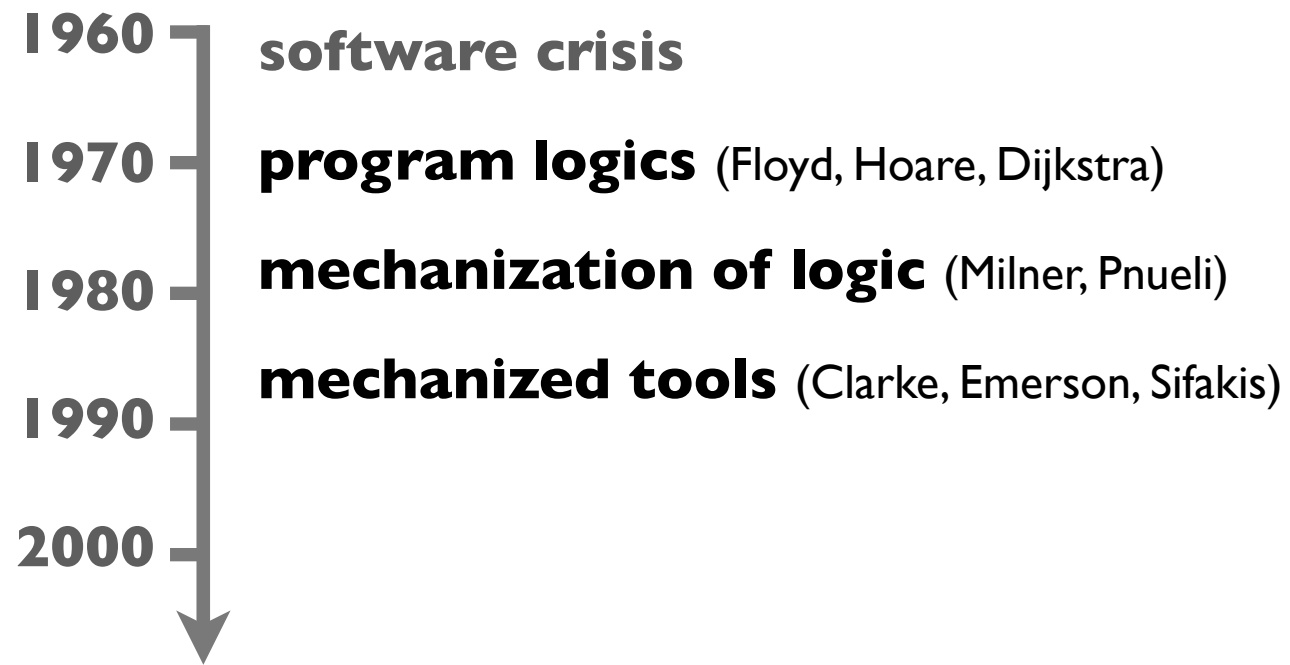 1960
software crisis
1970
program logics (Floyd, Hoare, Dijkstra)
mechanization of logic (Milner, Pnueli)
1980
mechanized tools (Clarke, Emerson, Sifakis)
1990
2000